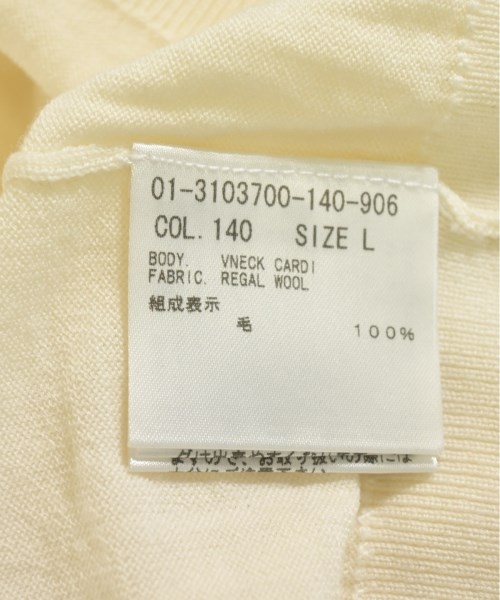 01-3103700-140-906
COL. 140 SIZE L
BODY. VNECK CARDI
FABRIC. REGAL WOOL
組成表示
毛 100%